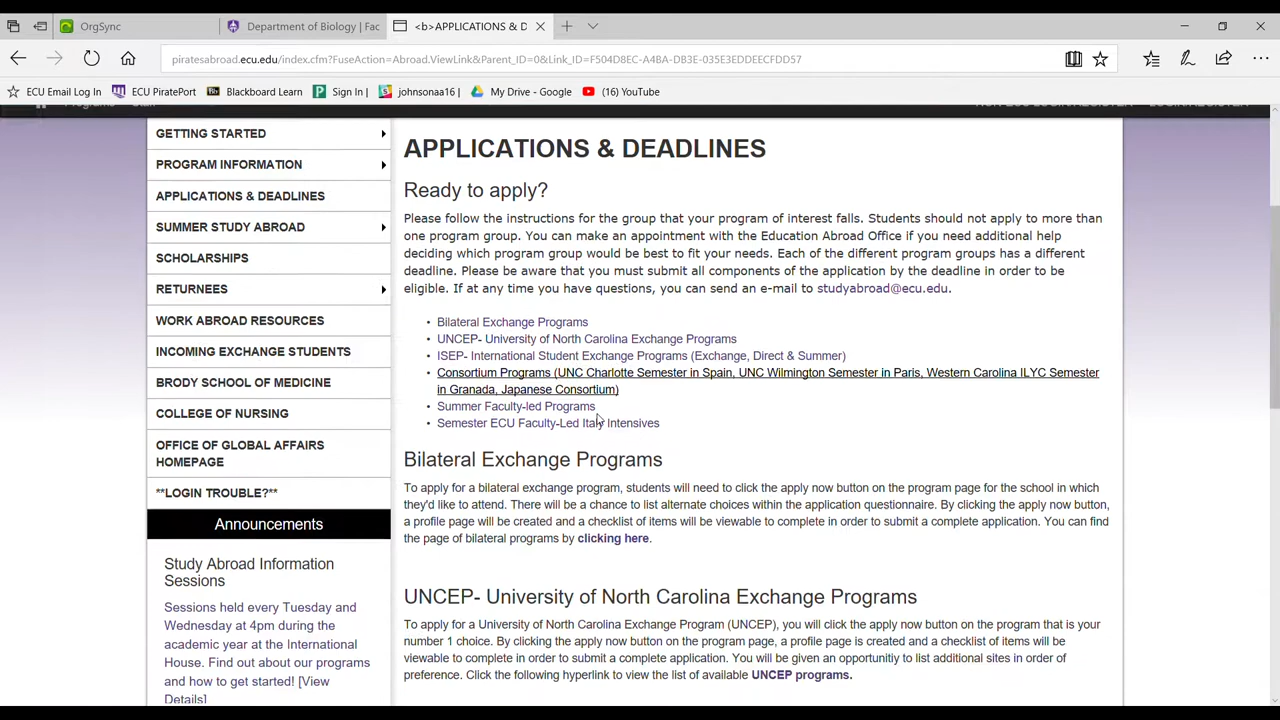 OrgSync
Department of Biology | Fac
<b>APPLICATIONS & D
piratesabroad.ecu.edu/index.cfm?FuseAction=Abroad.ViewLink&Parent_ID=0&Link_ID=F504D8EC-A4BA-DB3E-035E3EDDEECFDD57
ECU Email Log In
ECU PiratePort
Blackboard Learn
Sign In |
johnsonaa16 |
My Drive - Google
(16) YouTube
GETTING STARTED
PROGRAM INFORMATION
APPLICATIONS & DEADLINES
SUMMER STUDY ABROAD
SCHOLARSHIPS
RETURNEES
WORK ABROAD RESOURCES
INCOMING EXCHANGE STUDENTS
BRODY SCHOOL OF MEDICINE
COLLEGE OF NURSING
OFFICE OF GLOBAL AFFAIRS
HOMEPAGE
**LOGIN TROUBLE?**
Announcements
Study Abroad Information
Sessions
Sessions held every Tuesday and
Wednesday at 4pm during the
academic year at the International
House. Find out about our programs
and how to get started! [View
Details]
APPLICATIONS & DEADLINES
Ready to apply?
Please follow the instructions for the group that your program of interest falls. Students should not apply to more than
one program group. You can make an appointment with the Education Abroad Office if you need additional help
deciding which program group would be best to fit your needs. Each of the different program groups has a different
deadline. Please be aware that you must submit all components of the application by the deadline in order to be
eligible. If at any time you have questions, you can send an e-mail to studyabroad@ecu.edu.
• Bilateral Exchange Programs
• UNCEP- University of North Carolina Exchange Programs
• ISEP- International Student Exchange Programs (Exchange, Direct & Summer)
• Consortium Programs (UNC Charlotte Semester in Spain, UNC Wilmington Semester in Paris, Western Carolina ILYC Semester
in Granada, Japanese Consortium)
• Summer Faculty-led Programs
• Semester ECU Faculty-Led Italy Intensives
Bilateral Exchange Programs
To apply for a bilateral exchange program, students will need to click the apply now button on the program page for the school in which
they'd like to attend. There will be a chance to list alternate choices within the application questionnaire. By clicking the apply now button,
a profile page will be created and a checklist of items will be viewable to complete in order to submit a complete application. You can find
the page of bilateral programs by clicking here.
UNCEP- University of North Carolina Exchange Programs
To apply for a University of North Carolina Exchange Program (UNCEP), you will click the apply now button on the program that is your
number 1 choice. By clicking the apply now button on the program page, a profile page is created and a checklist of items will be
viewable to complete in order to submit a complete application. You will be given an opportunitiy to list additional sites in order of
preference. Click the following hyperlink to view the list of available UNCEP programs.